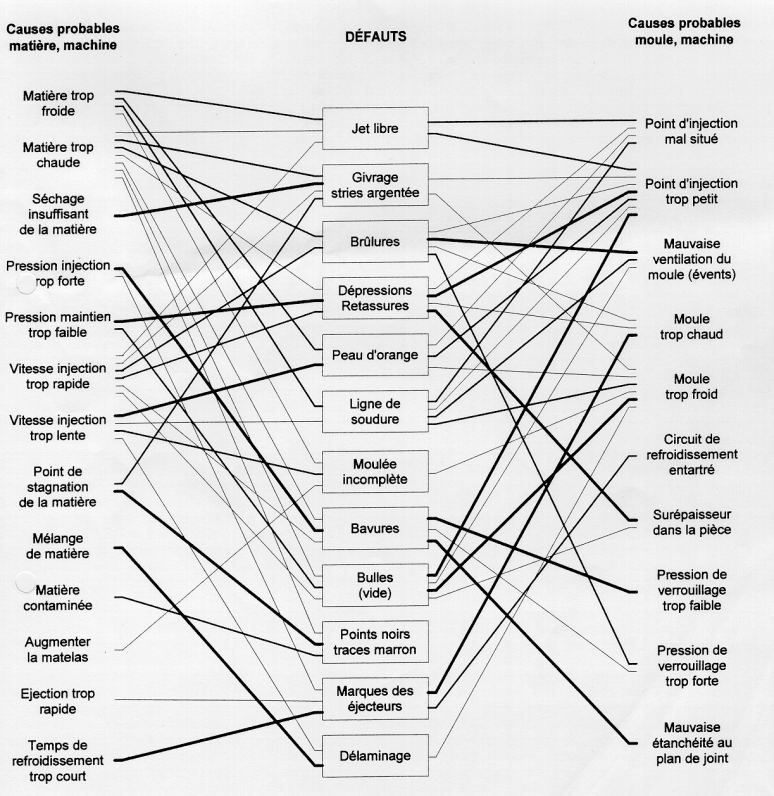 Causes probables
matière, machine
DÉFAUTS
Causes probables
moule, machine
Matière trop
froide
Matière trop
chaude
Séchage
insuffisant
de la matière
Pression injection
trop forte
Pression maintien
trop faible
Vitesse injection
trop rapide
Vitesse injection
trop lente
Point de
stagnation
de la matière
Mélange
de matière
Matière
contaminée
Augmenter
la matelas
Ejection trop
rapide
Temps de
refroidissement
trop court
Jet libre
Givrage
stries argentée
Brûlures
Dépressions
Retassures
Peau d'orange
Ligne de
soudure
Moulée
incomplète
Bavures
Bulles
(vide)
Points noirs
traces marron
Marques des
éjecteurs
Délaminage
Point d'injection
mal situé
Point d'injection
trop petit
Mauvaise
ventilation du
moule (évents)
Moule
trop chaud
Moule
trop froid
Circuit de
refroidissement
entartré
Surépaisseur
dans la pièce
Pression de
verrouillage
trop faible
Pression de
verrouillage
trop forte
Mauvaise
étanchéité au
plan de joint